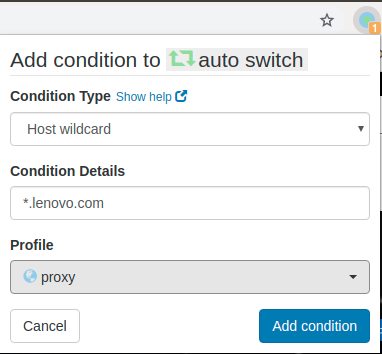 1
Add condition to auto switch
Condition Type Show help
Host wildcard
Condition Details
*.lenovo.com
Profile
proxy
Cancel Add condition